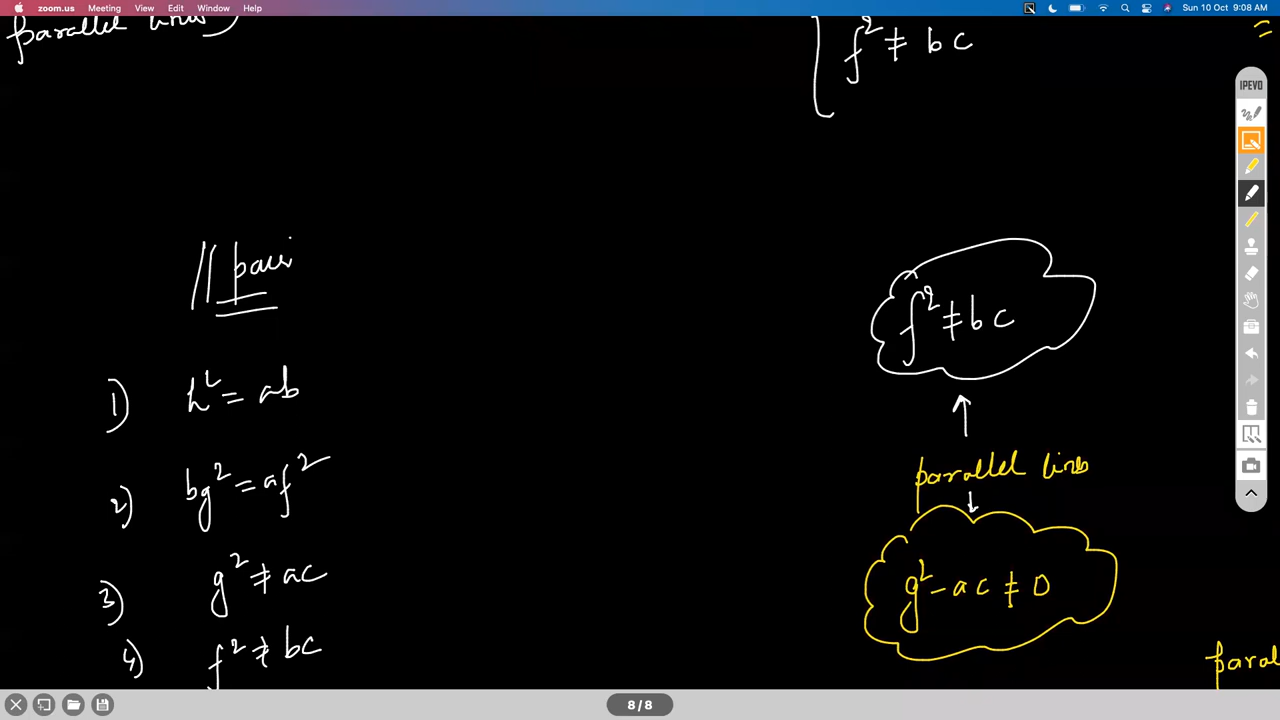 zoom.us Meeting View Edit Window Help Sun 10 Oct 9:08 AM
parallel lines)
f² ≠ bc
=
IPEVO
// pair
f² ≠ bc
1) h² = ab
parallel lines
2) bg² = af²
g² - ac ≠ 0
3) g² ≠ ac
4) f² ≠ bc
paral
8/8